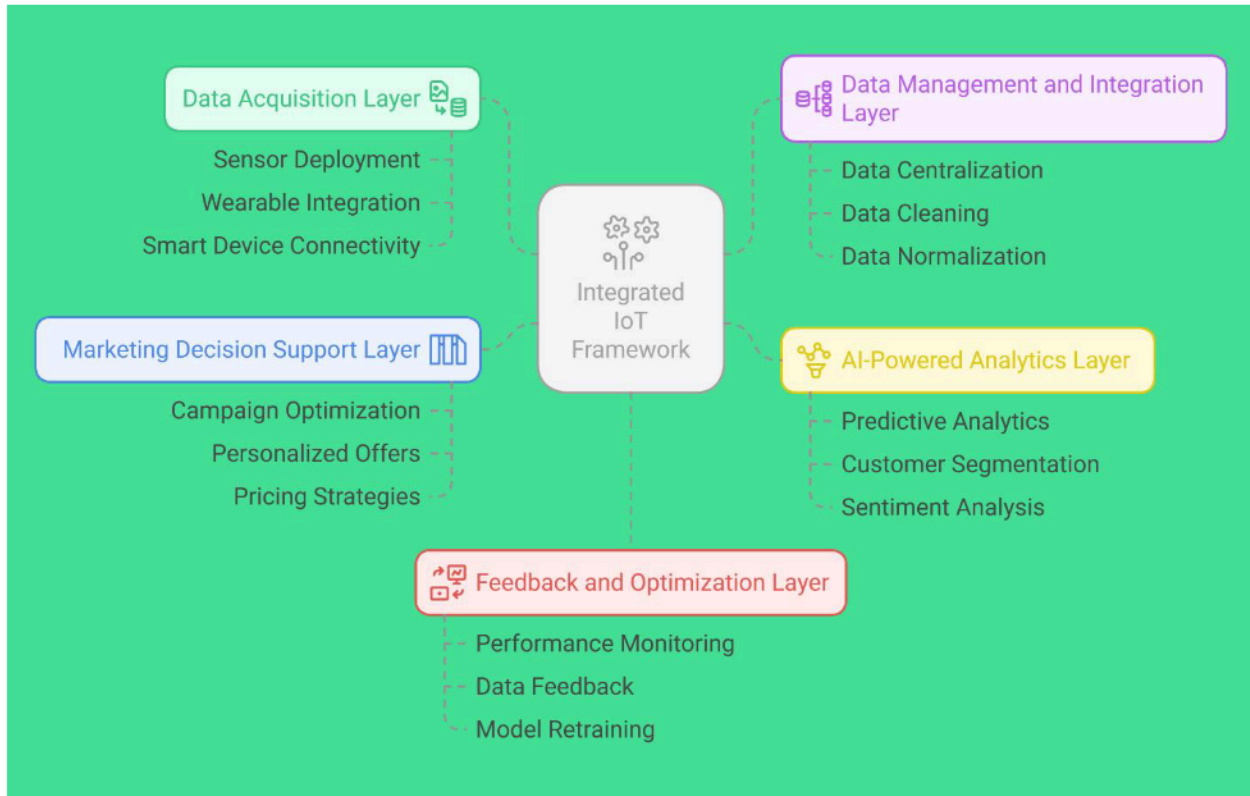 Data Acquisition Layer
Sensor Deployment
Wearable Integration
Smart Device Connectivity
Data Management and Integration
Layer
Data Centralization
Data Cleaning
Data Normalization
Integrated
IoT
Framework
Marketing Decision Support Layer
Campaign Optimization
Personalized Offers
Pricing Strategies
AI-Powered Analytics Layer
Predictive Analytics
Customer Segmentation
Sentiment Analysis
Feedback and Optimization Layer
Performance Monitoring
Data Feedback
Model Retraining